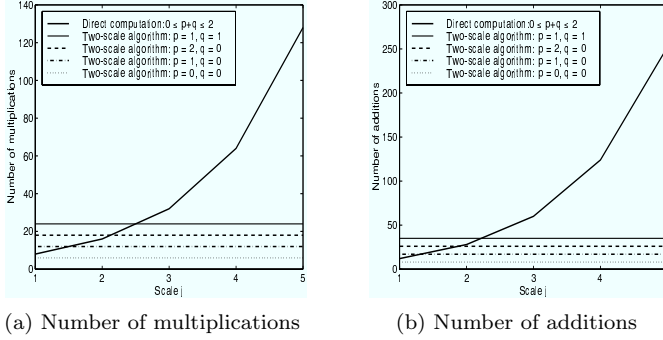 140
120
100
80
60
40
20
0
Number of multiplications
Direct computation:0 ≤ p+q ≤ 2
Two-scale algorithm: p = 1, q = 1
Two-scale algorithm: p = 2, q = 0
Two-scale algorithm: p = 1, q = 0
Two-scale algorithm: p = 0, q = 0
1 2 3 4 5
Scale j
(a) Number of multiplications
300
250
200
150
100
50
0
Number of additions
Direct computation:0 ≤ p+q ≤ 2
Two-scale algorithm: p = 1, q = 1
Two-scale algorithm: p = 2, q = 0
Two-scale algorithm: p = 1, q = 0
Two-scale algorithm: p = 0, q = 0
1 2 3 4
Scale j
(b) Number of additions